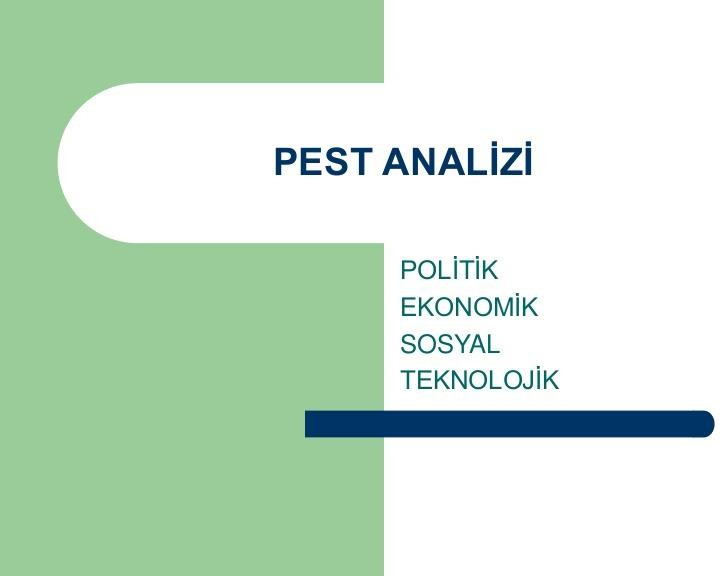 PEST ANALİZİ
POLİTİK
EKONOMİK
SOSYAL
TEKNOLOJİK